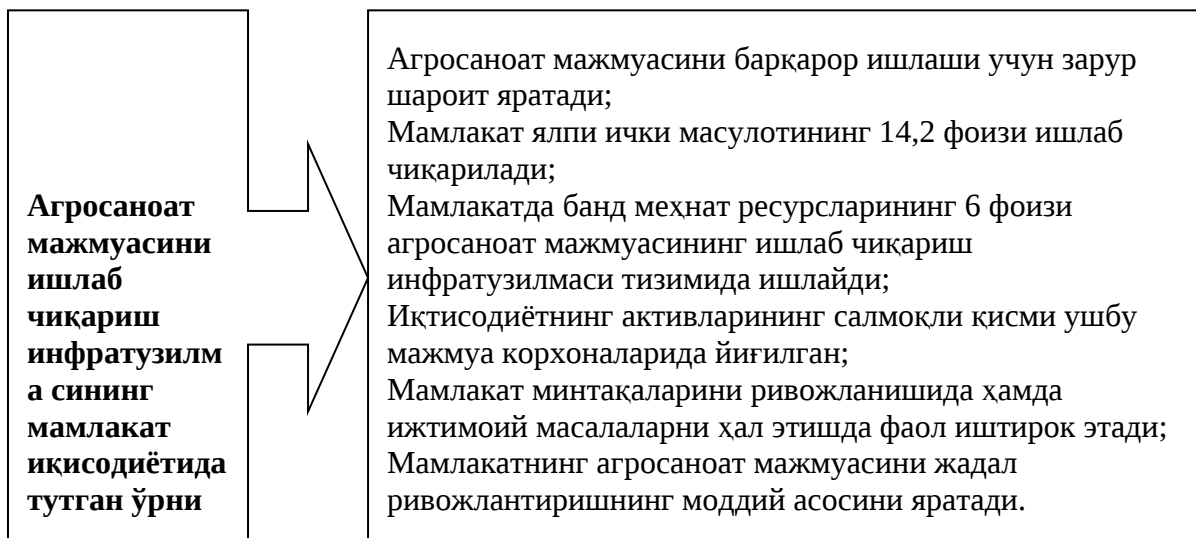 Агросаноат
мажмуасини
ишлаб
чиқариш
инфратузилм
а сининг
мамлакат
иқисодиётида
тутган ўрни
Агросаноат мажмуасини барқарор ишлаши учун зарур
шароит яратади;
Мамлакат ялпи ички масулотининг 14,2 фоизи ишлаб
чиқарилади;
Мамлакатда банд меҳнат ресурсларининг 6 фоизи
агросаноат мажмуасининг ишлаб чиқариш
инфратузилмаси тизимида ишлайди;
Иқтисодиётнинг активларининг салмоқли қисми ушбу
мажмуа корхоналарида йиғилган;
Мамлакат минтақаларини ривожланишида ҳамда
ижтимоий масалаларни ҳал этишда фаол иштирок этади;
Мамлакатнинг агросаноат мажмуасини жадал
ривожлантиришнинг моддий асосини яратади.